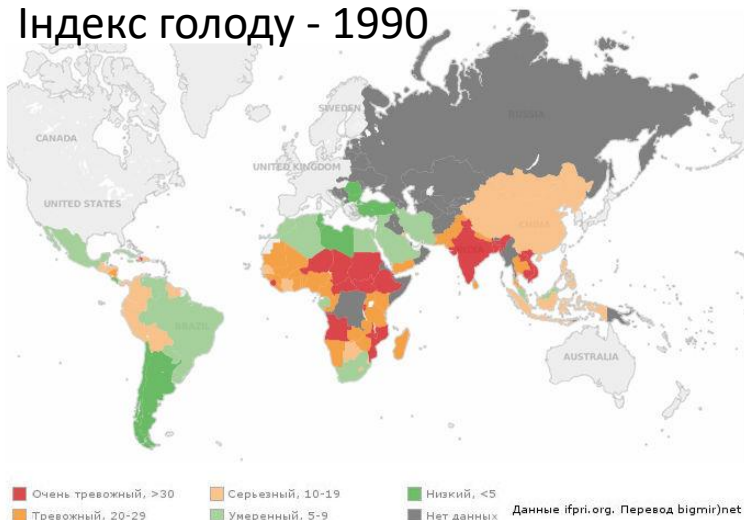 Індекс голоду - 1990
CANADA
SWEDEN
RUSSIA
UNITED KINGDOM
UNITED STATES
CHINA
BRAZIL
AUSTRALIA
Очень тревожный, >30
Серьезный, 10-19
Низкий, <5
Тревожный, 20-29
Умеренный, 5-9
Нет данных
Данные ifpri.org. Перевод bigmir)net